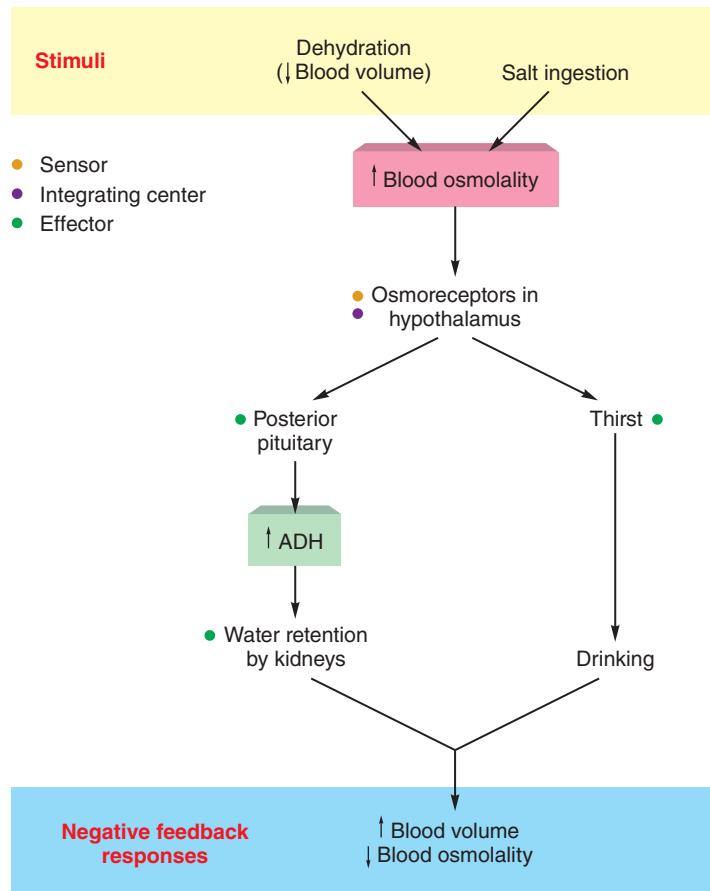 Stimuli
Dehydration
(↓ Blood volume)
Salt ingestion
Sensor
Integrating center
Effector
↑ Blood osmolality
Osmoreceptors in
hypothalamus
Posterior
pituitary
Thirst
↑ ADH
Water retention
by kidneys
Drinking
Negative feedback
responses
↑ Blood volume
↓ Blood osmolality